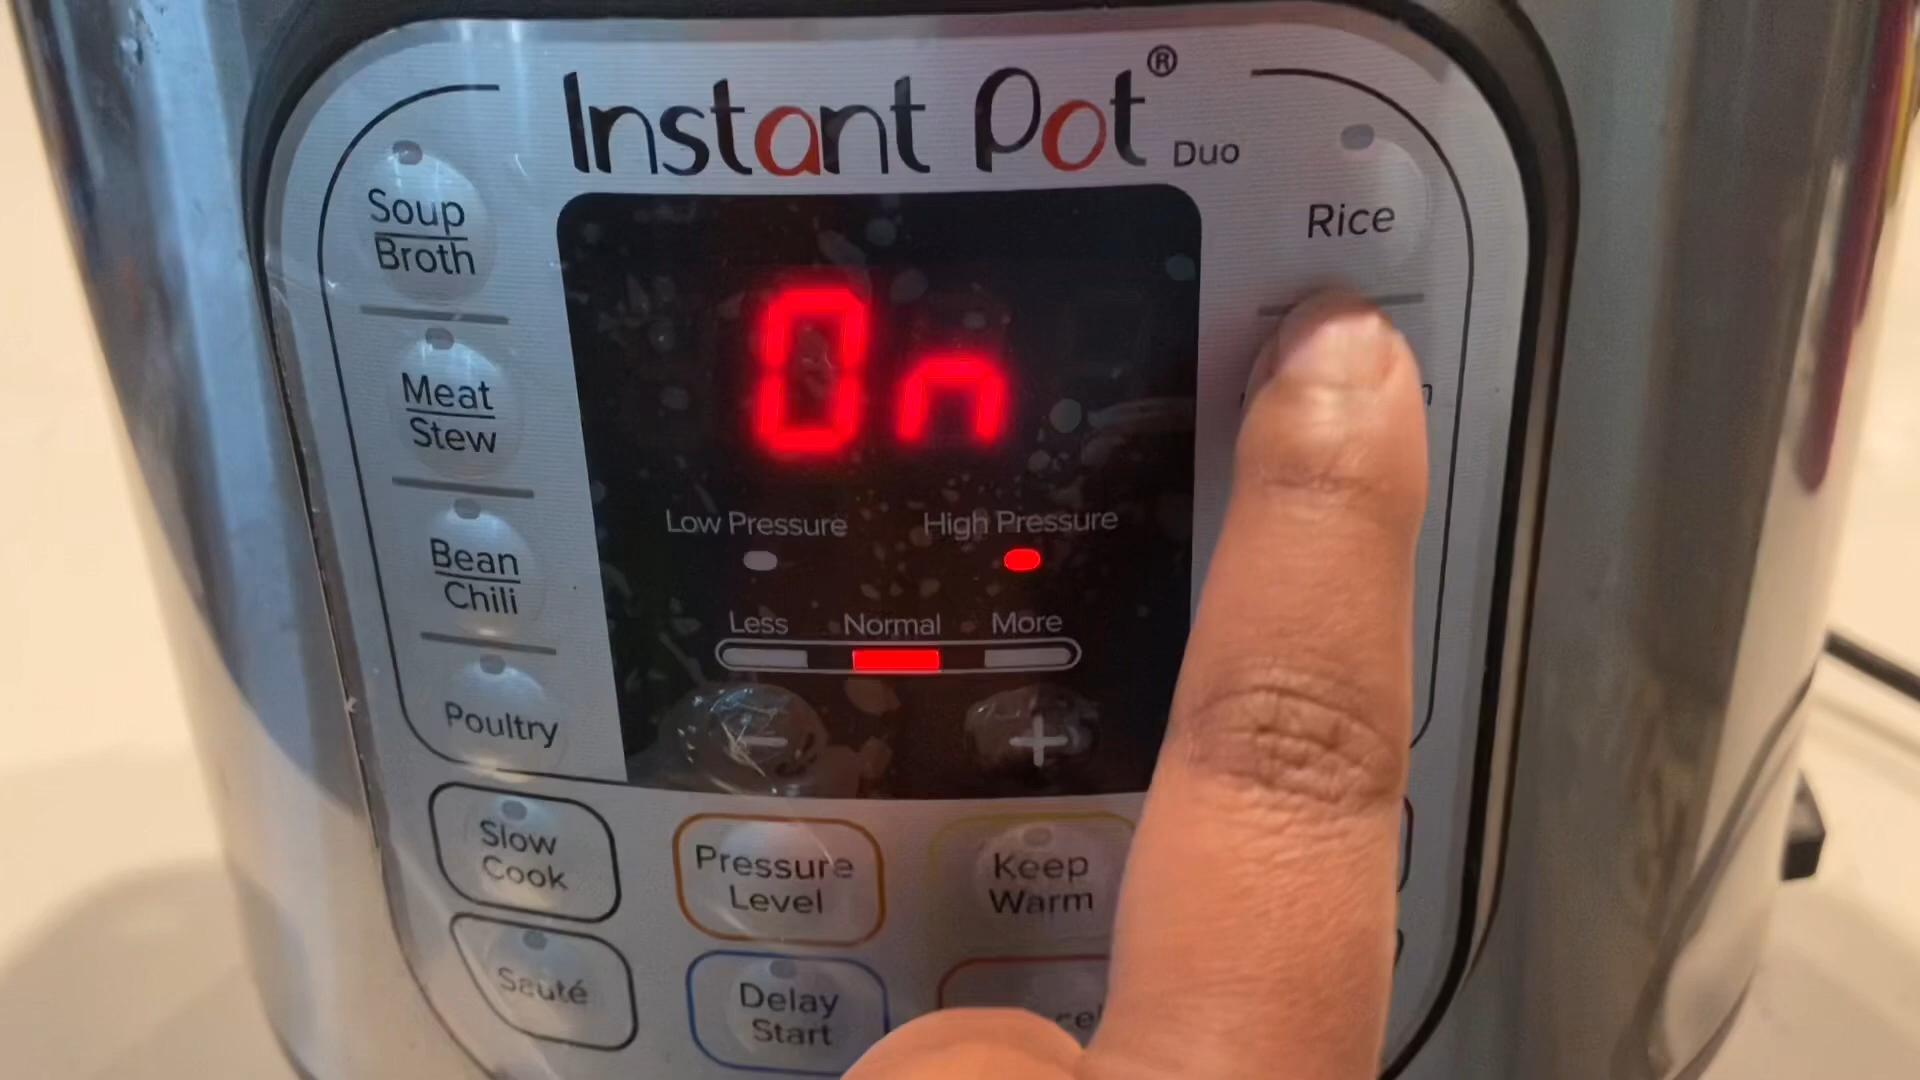 Instant Pot® Duo
Soup
Broth
Rice
On
Meat
Stew
Low Pressure
High Pressure
Bean
Chili
Less Normal More
Poultry
−
+
Slow
Cook
Pressure
Level
Keep
Warm
Sauté
Delay
Start